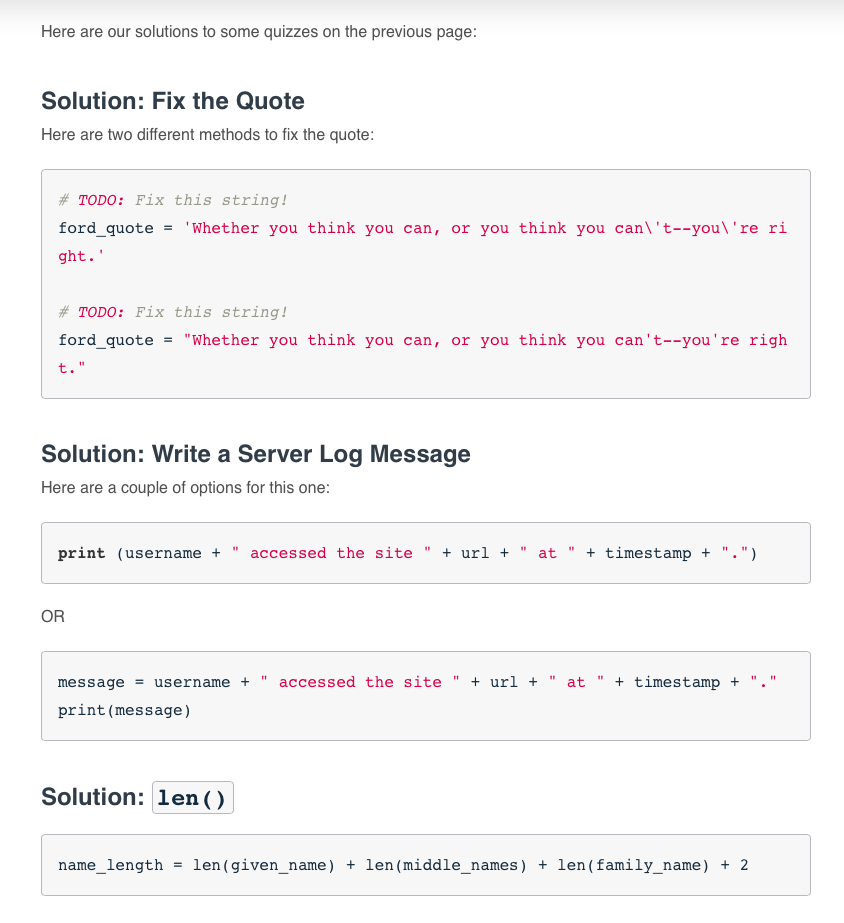 Here are our solutions to some quizzes on the previous page:
Solution: Fix the Quote
Here are two different methods to fix the quote:
# TODO: Fix this string!
ford_quote = 'Whether you think you can, or you think you can\'t--you\'re ri
ght.'
# TODO: Fix this string!
ford_quote = "Whether you think you can, or you think you can't--you're righ
t."
Solution: Write a Server Log Message
Here are a couple of options for this one:
print (username + " accessed the site " + url + " at " + timestamp + ".")
OR
message = username + " accessed the site " + url + " at " + timestamp + "."
print(message)
Solution: len()
name_length = len(given_name) + len(middle_names) + len(family_name) + 2